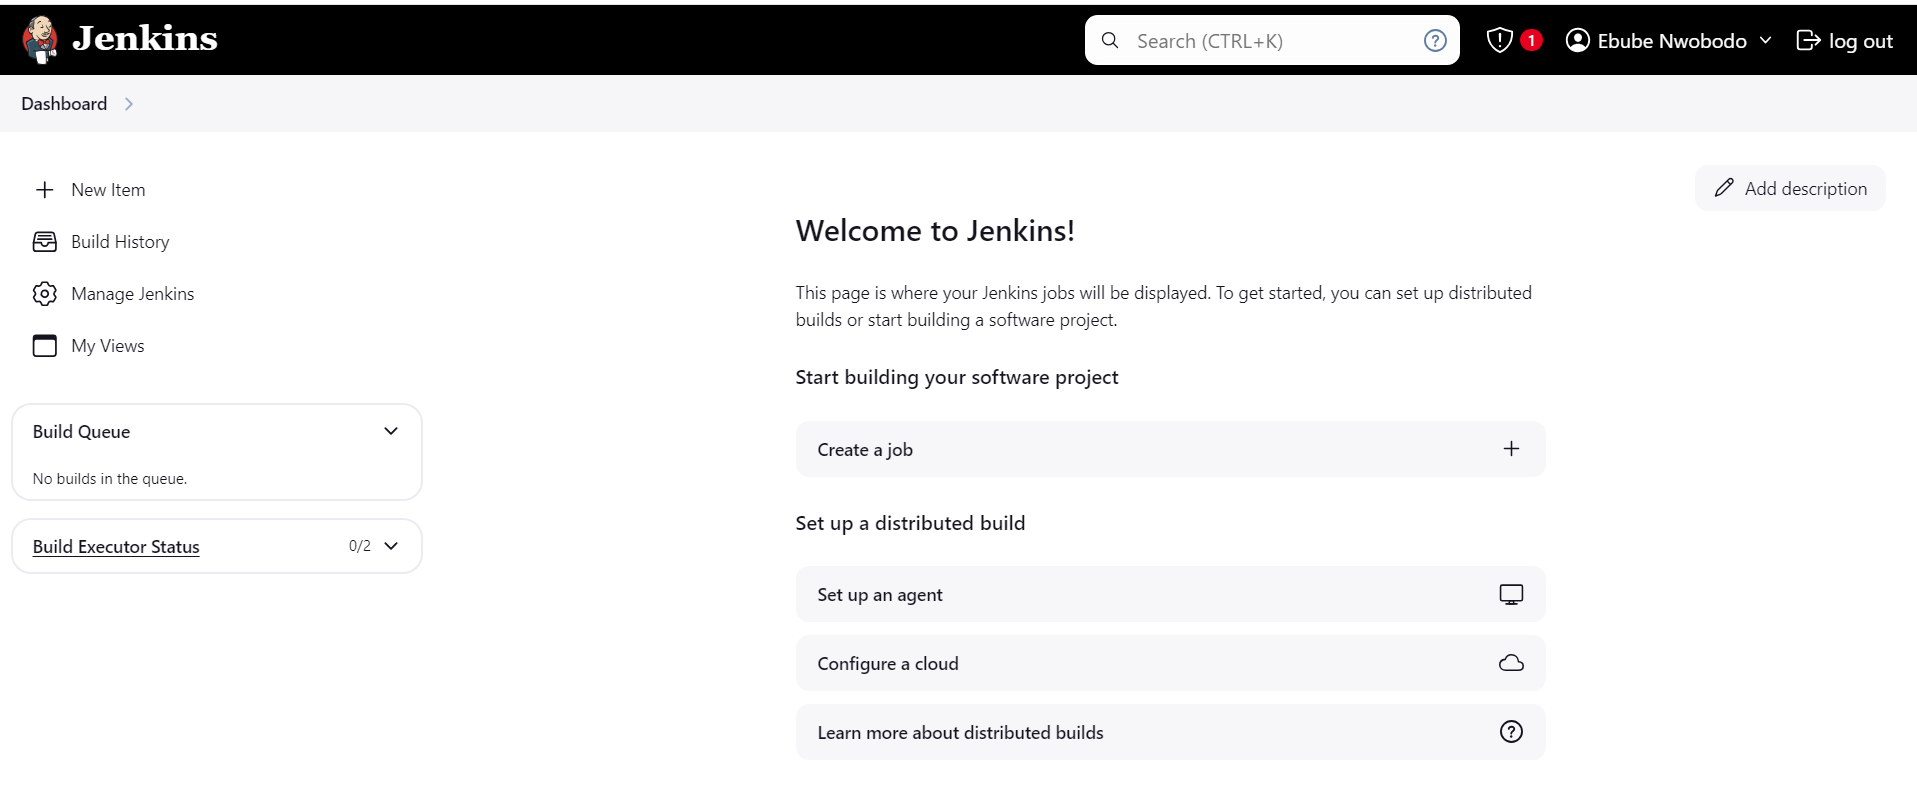 Jenkins
Search (CTRL+K)
1
Ebube Nwobodo
log out
Dashboard
New Item
Build History
Manage Jenkins
My Views
Build Queue
No builds in the queue.
Build Executor Status
0/2
Add description
Welcome to Jenkins!
This page is where your Jenkins jobs will be displayed. To get started, you can set up distributed
builds or start building a software project.
Start building your software project
Create a job
Set up a distributed build
Set up an agent
Configure a cloud
Learn more about distributed builds